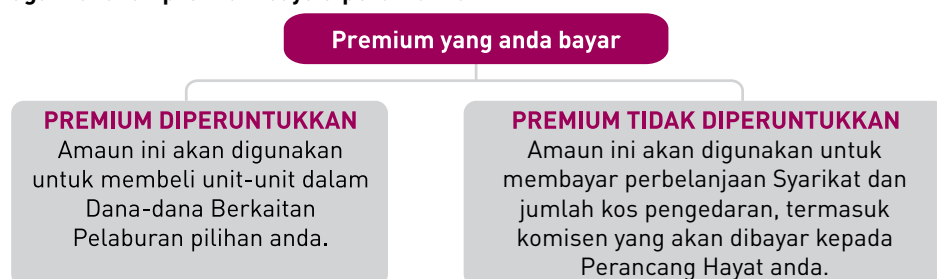 Premium yang anda bayar
PREMIUM DIPERUNTUKKAN
Amaun ini akan digunakan
untuk membeli unit-unit dalam
Dana-dana Berkaitan
Pelaburan pilihan anda.
PREMIUM TIDAK DIPERUNTUKKAN
Amaun ini akan digunakan untuk
membayar perbelanjaan Syarikat dan
jumlah kos pengedaran, termasuk
komisen yang akan dibayar kepada
Perancang Hayat anda.